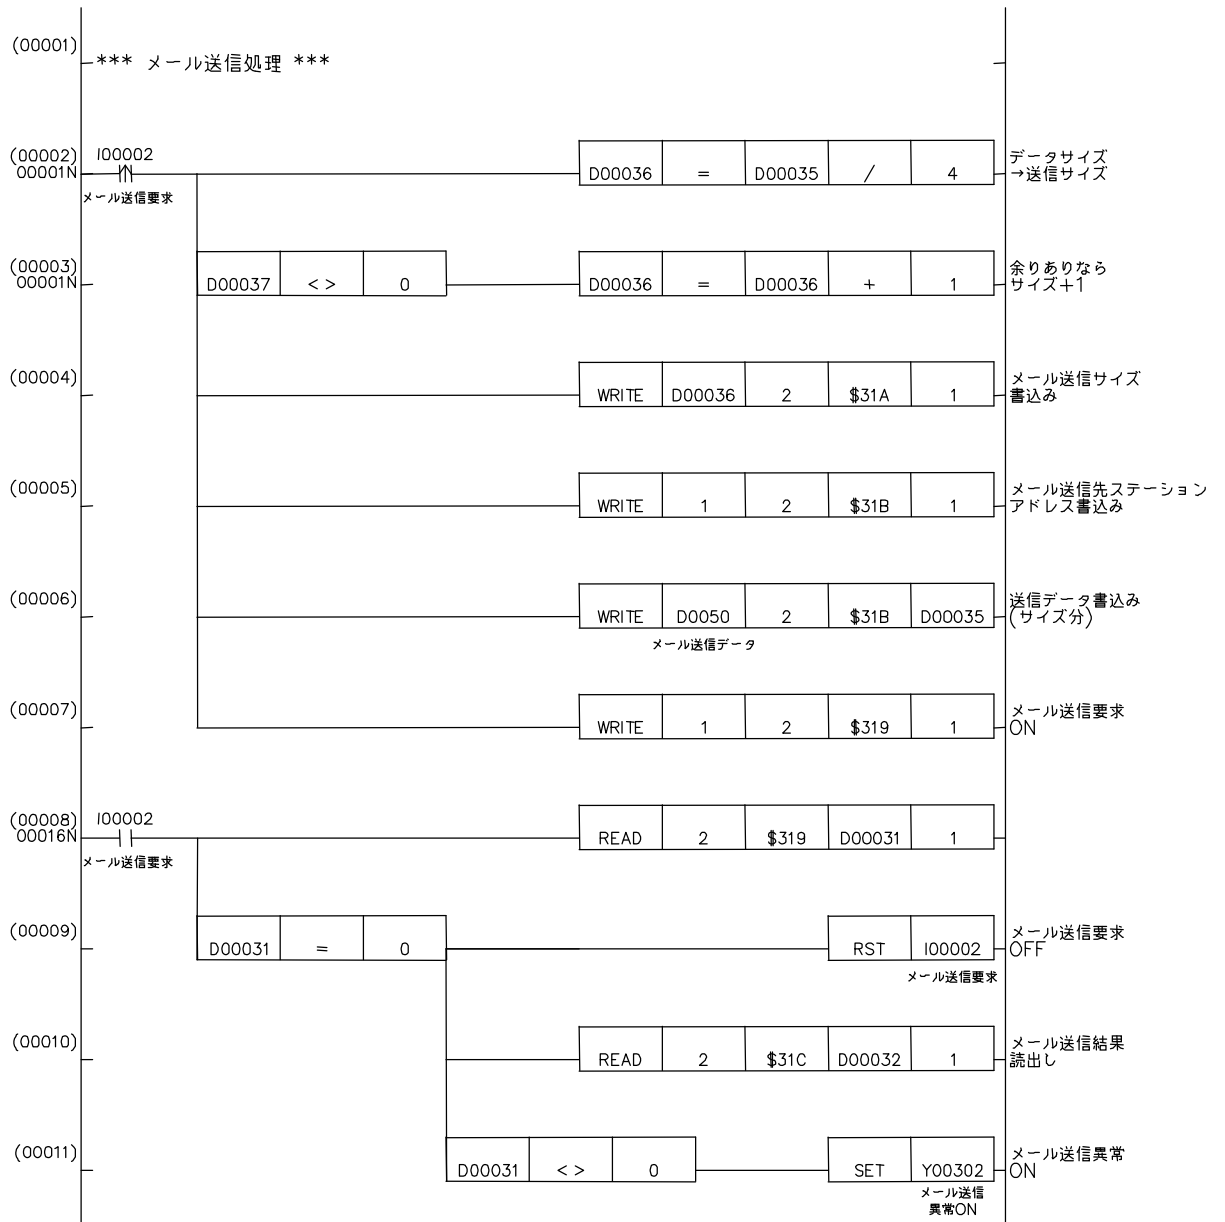 (00001)
*** メール送信処理 ***
(00002) I00002
データサイズ
00001N D00036 = D00035 / 4 →送信サイズ
メール送信要求
(00003)
余りありなら
00001N D00037 <> 0 D00036 = D00036 + 1 サイズ+1
(00004)
メール送信サイズ
WRITE D00036 2 $31A 1 書込み
(00005)
メール送信先ステーション
WRITE 1 2 $31B 1 アドレス書込み
(00006)
送信データ書込み
WRITE D0050 2 $31B D00035 (サイズ分)
メール送信データ
(00007)
メール送信要求
WRITE 1 2 $319 1 ON
(00008) I00002
00016N READ 2 $319 D00031 1
メール送信要求
(00009)
メール送信要求
D00031 = 0 RST I00002 OFF
メール送信要求
(00010)
メール送信結果
READ 2 $31C D00032 1 読出し
(00011)
メール送信異常
D00031 <> 0 SET Y00302 ON
メール送信
異常ON